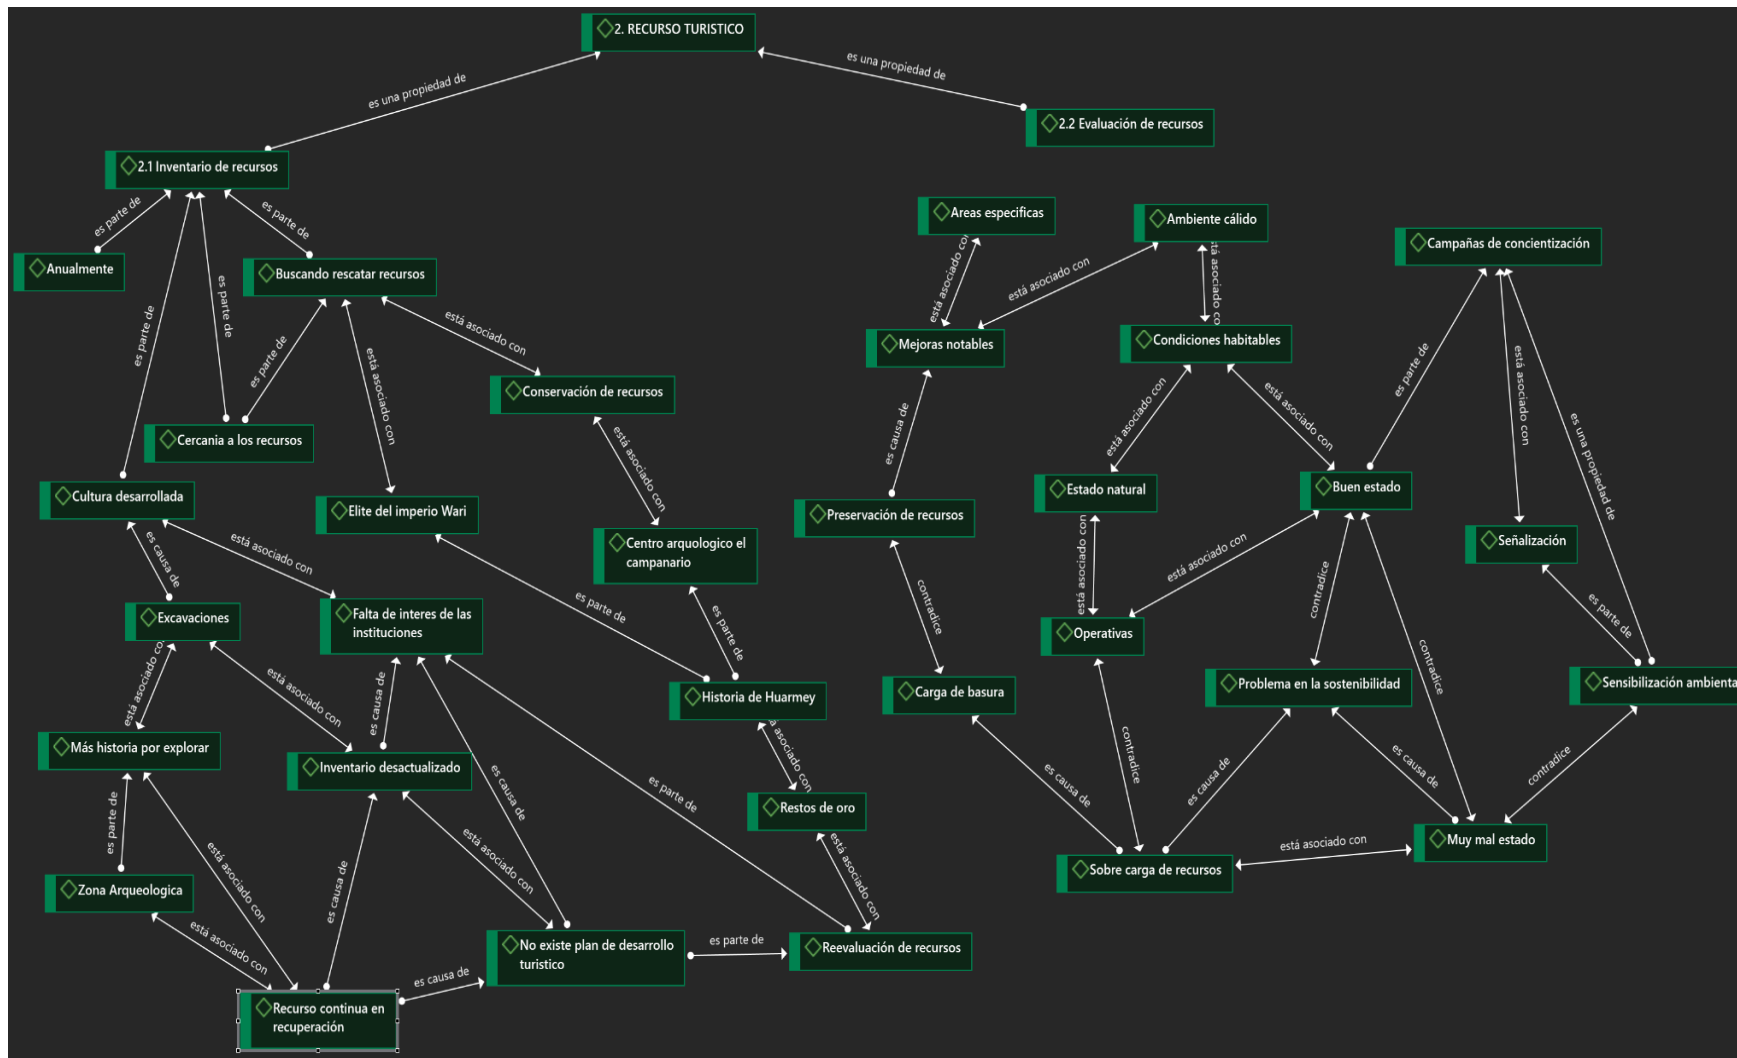 2. RECURSO TURISTICO
es una propiedad de
es una propiedad de
2.2 Evaluación de recursos
2.1 Inventario de recursos
es parte de
es parte de
Areas especificas
Ambiente cálido
Campañas de concientización
Anualmente
Buscando rescatar recursos
es parte de
es parte de
está asociado con
está asociado con
está asociado co
tá asociado co
Mejoras notables
Condiciones habitables
es parte de
está asociado con
es parte de
está asociado con
está asociado con
está asociado con
está asociado con
es una propiedad de
Conservación de recursos
Cercania a los recursos
es causa de
está asociado con
Cultura desarrollada
Elite del imperio Wari
Preservación de recursos
Estado natural
Buen estado
Centro arquologico el
campanario
Señalización
es causa de
está asociado con
está asociado con
está asociado con
contradice
contradice
es parte de
Excavaciones
Falta de interes de las
instituciones
es parte de
es parte de
Operativas
contradice
está asociado co
está asociado con
es causa de
Historia de Huarmey
Carga de basura
Problema en la sostenibilidad
Sensibilización ambienta
Más historia por explorar
Inventario desactualizado
es causa de
es parte de
á asociado con
es causa de
contradice
es causa de
es causa de
contradice
es parte de
está asociado con
es causa de
está asociado con
Restos de oro
está asociado con
está asociado con
Muy mal estado
Zona Arqueologica
Sobre carga de recursos
está asociado con
No existe plan de desarrollo
turistico
es parte de
Reevaluación de recursos
es causa de
Recurso continua en
recuperación